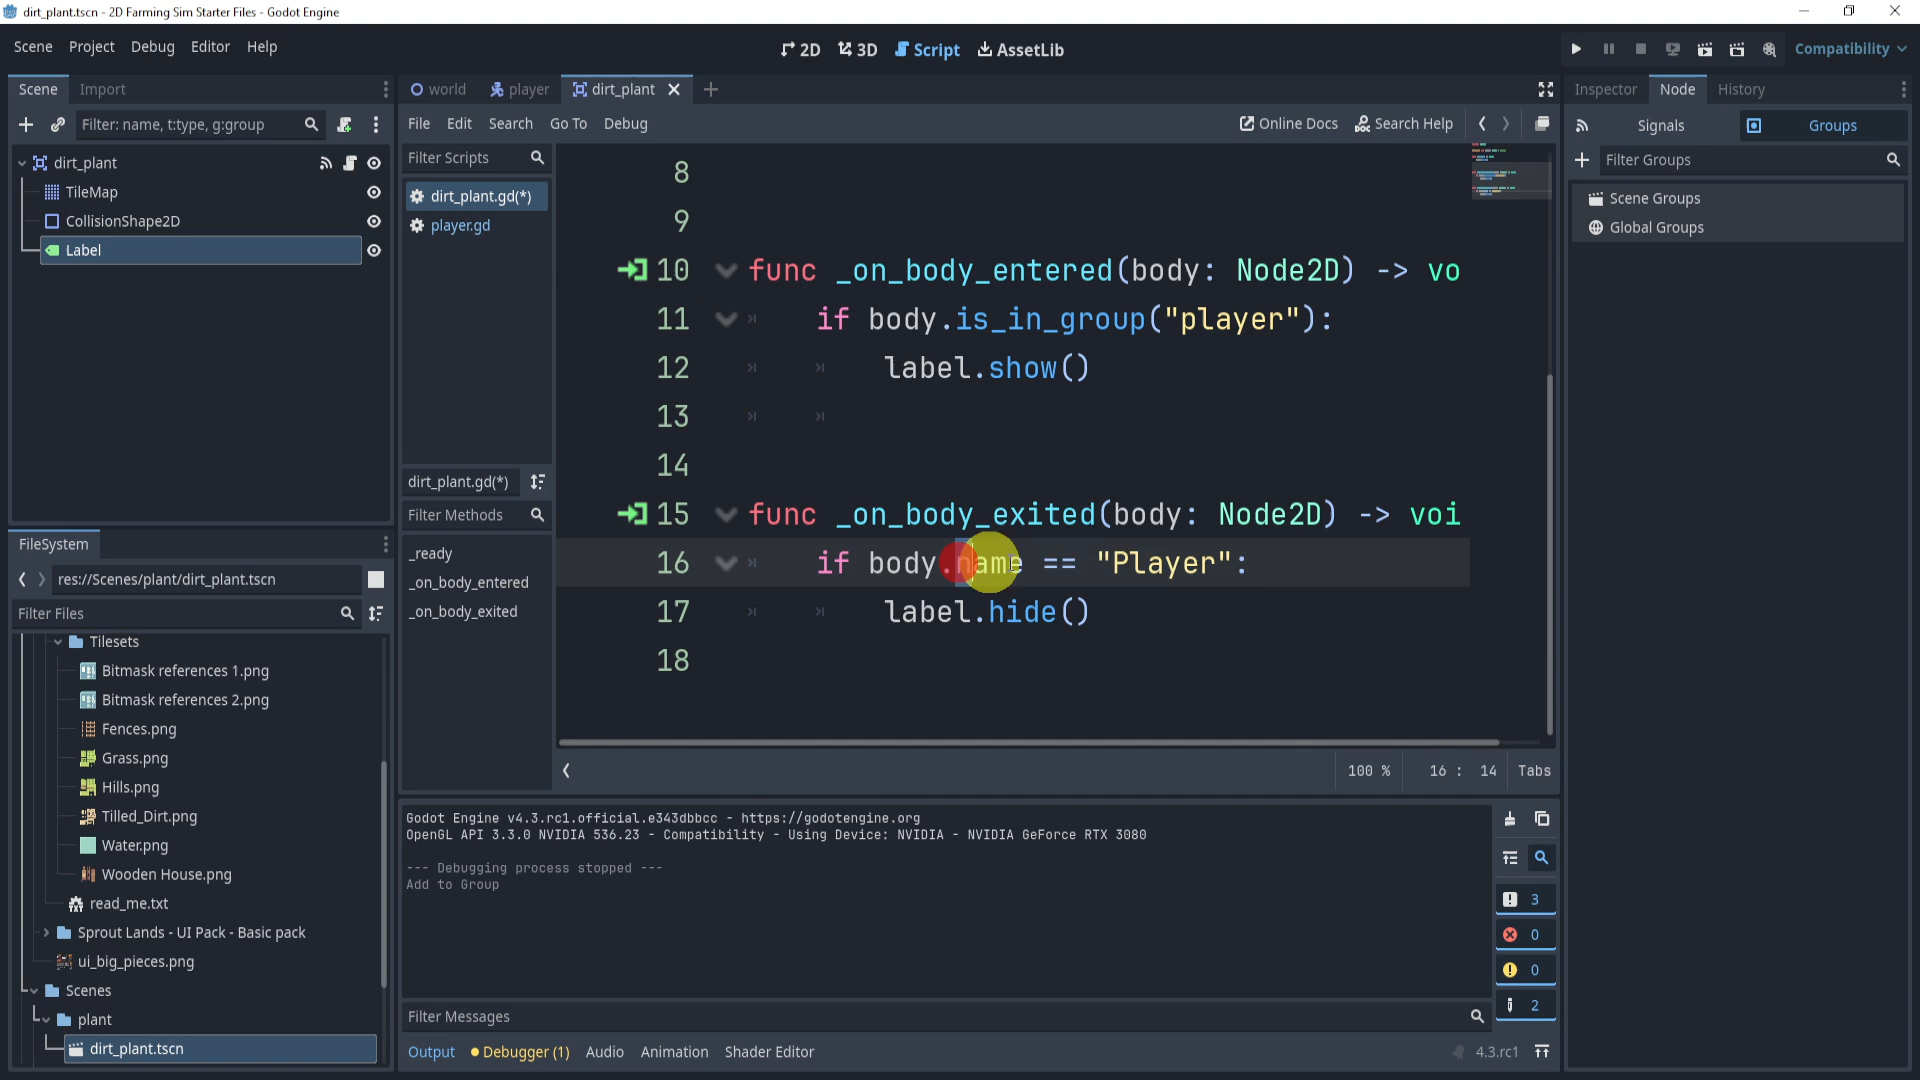 dirt_plant.tscn - 2D Farming Sim Starter Files - Godot Engine
Scene Project Debug Editor Help
2D 3D Script AssetLib
Compatibility
Scene Import
world player dirt_plant
Inspector Node History
Filter: name, t:type, g:group
File Edit Search Go To Debug
Online Docs Search Help
Signals Groups
Filter Groups
Scene Groups
Global Groups
dirt_plant
TileMap
CollisionShape2D
Label
Filter Scripts
dirt_plant.gd(*)
player.gd
dirt_plant.gd(*)
Filter Methods
_ready
_on_body_entered
_on_body_exited
8
9
10 func _on_body_entered(body: Node2D) -> vo
11 if body.is_in_group("player"):
12 label.show()
13
14
15 func _on_body_exited(body: Node2D) -> voi
16 if body.name == "Player":
17 label.hide()
18
100 % 16 : 14 Tabs
FileSystem
res://Scenes/plant/dirt_plant.tscn
Filter Files
Tilesets
Bitmask references 1.png
Bitmask references 2.png
Fences.png
Grass.png
Hills.png
Tilled_Dirt.png
Water.png
Wooden House.png
read_me.txt
Sprout Lands - UI Pack - Basic pack
ui_big_pieces.png
Scenes
plant
dirt_plant.tscn
Godot Engine v4.3.rc1.official.e343dbbcc - https://godotengine.org
OpenGL API 3.3.0 NVIDIA 536.23 - Compatibility - Using Device: NVIDIA - NVIDIA GeForce RTX 3080
--- Debugging process stopped ---
Add to Group
3
0
0
2
Filter Messages
Output Debugger (1) Audio Animation Shader Editor
4.3.rc1